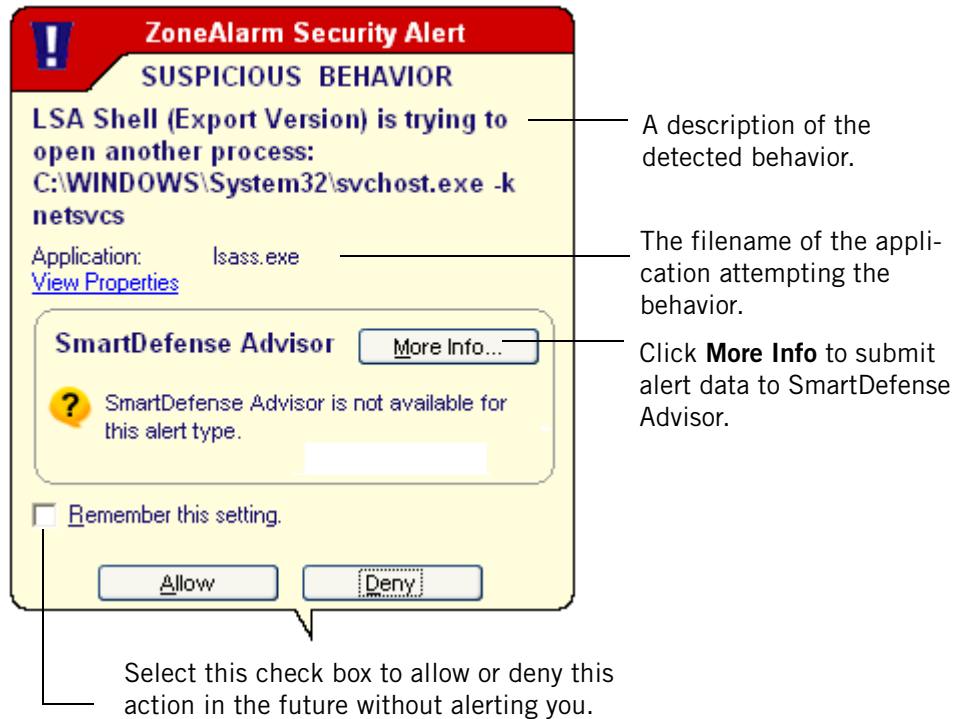 ZoneAlarm Security Alert
SUSPICIOUS BEHAVIOR
LSA Shell (Export Version) is trying to
open another process:
C:\WINDOWS\System32\svchost.exe -k
netsvcs
Application: lsass.exe
View Properties
SmartDefense Advisor More Info...
? SmartDefense Advisor is not available for
this alert type.
Remember this setting.
Allow Deny
A description of the
detected behavior.
The filename of the appli-
cation attempting the
behavior.
Click More Info to submit
alert data to SmartDefense
Advisor.
Select this check box to allow or deny this
action in the future without alerting you.